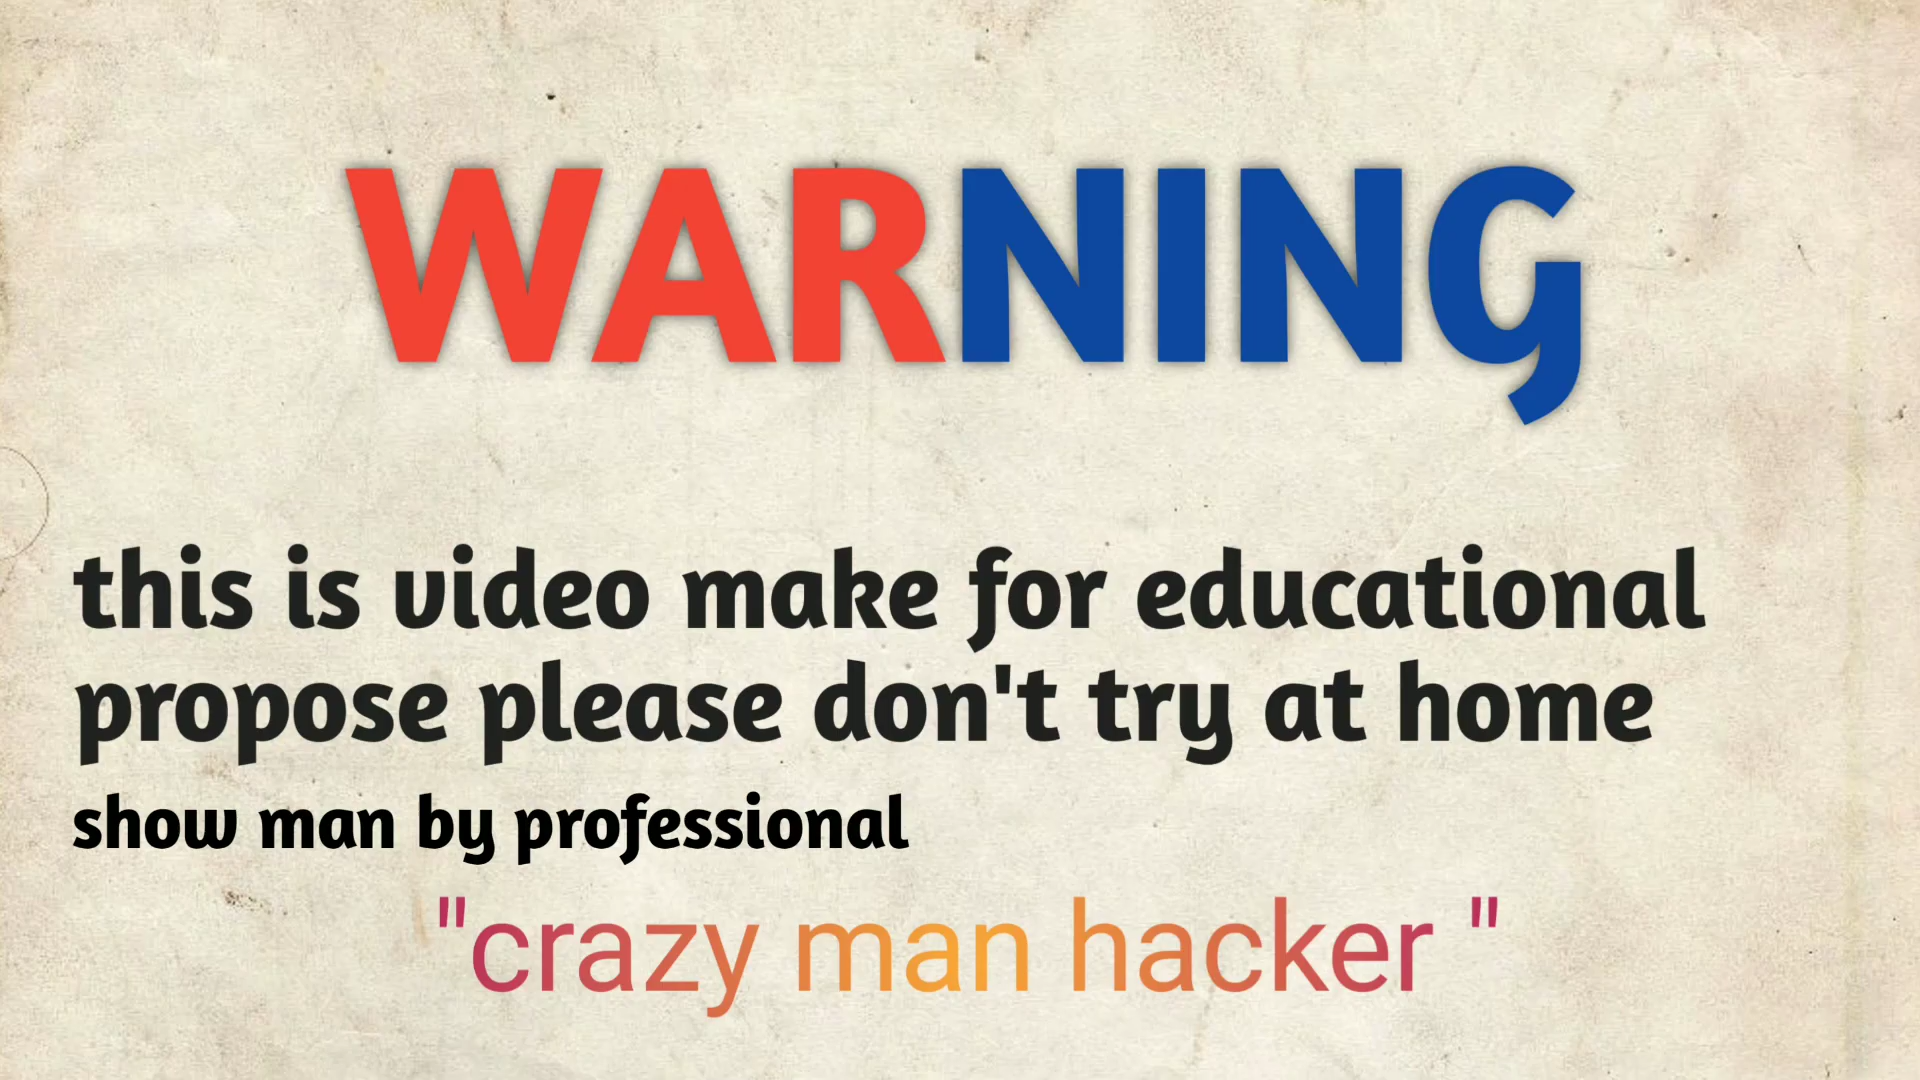 WARNING
this is video make for educational
propose please don't try at home
show man by professional
"crazy man hacker "